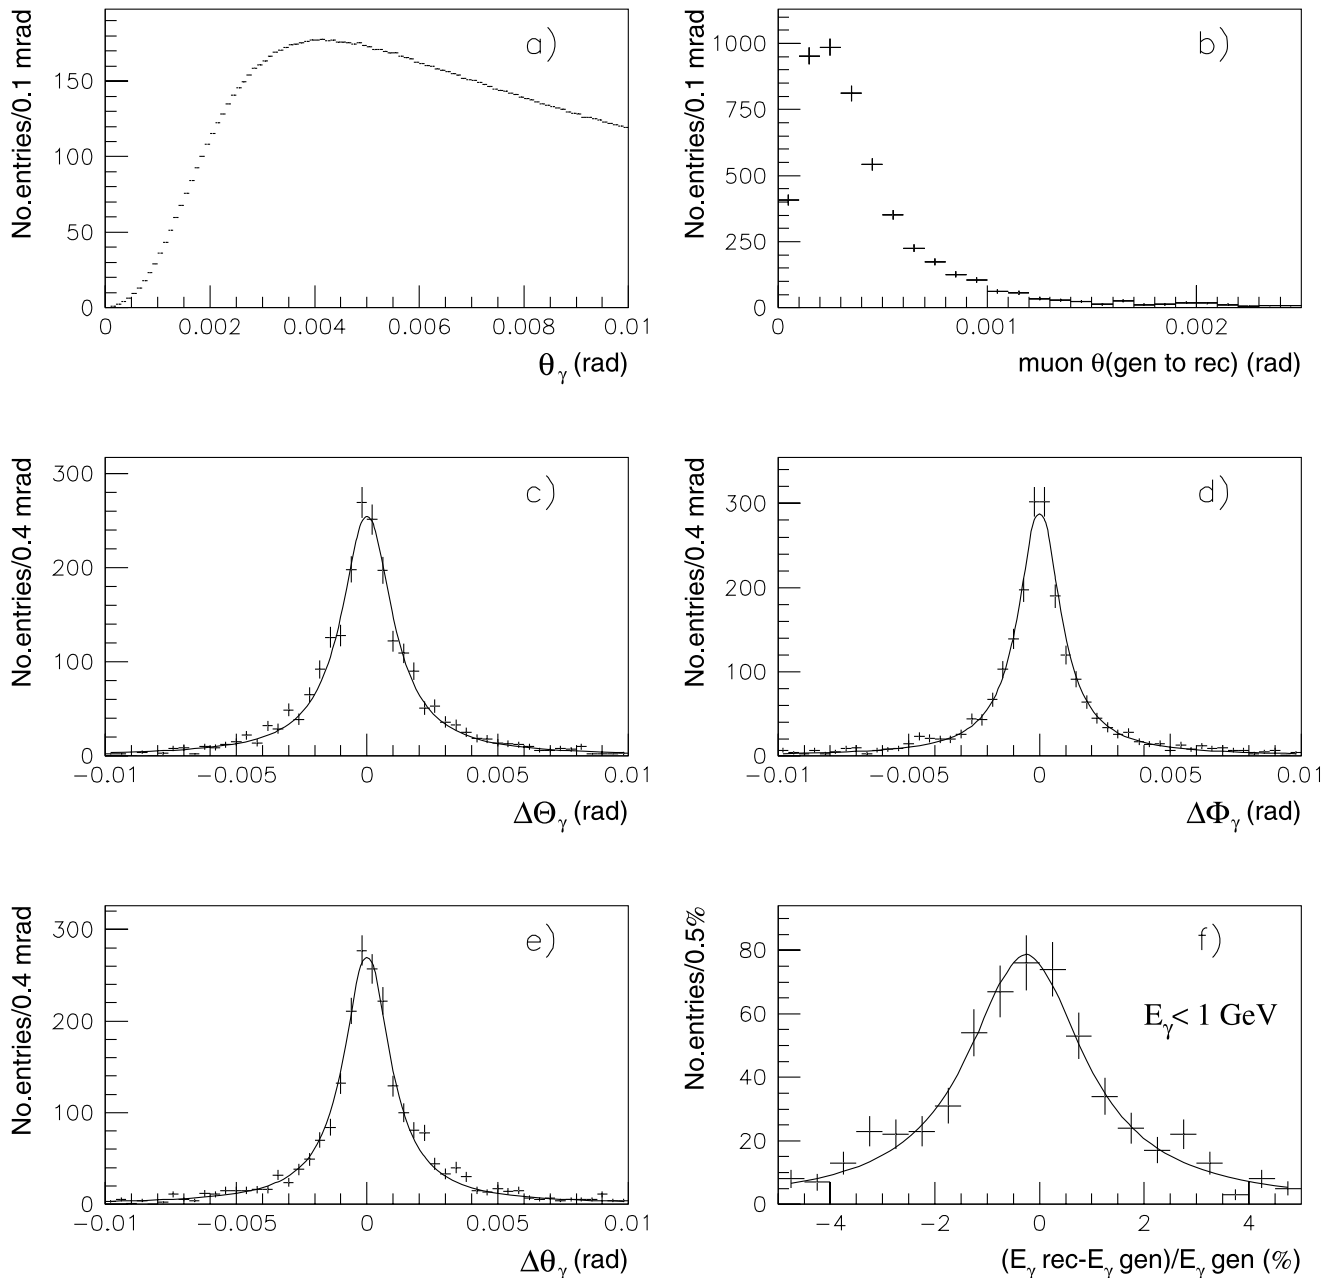 No.entries/0.1 mrad
a)
150
100
50
0
0 0.002 0.004 0.006 0.008 0.01
θγ (rad)
No.entries/0.1 mrad
b)
1000
750
500
250
0
0 0.001 0.002
muon θ(gen to rec) (rad)
No.entries/0.4 mrad
c)
300
200
100
0
−0.01 −0.005 0 0.005 0.01
ΔΘγ (rad)
No.entries/0.4 mrad
d)
300
200
100
0
−0.01 −0.005 0 0.005 0.01
ΔΦγ (rad)
No.entries/0.4 mrad
e)
300
200
100
0
−0.01 −0.005 0 0.005 0.01
Δθγ (rad)
No.entries/0.5%
f)
Eγ< 1 GeV
80
60
40
20
0
−4 −2 0 2 4
(Eγ rec-Eγ gen)/Eγ gen (%)